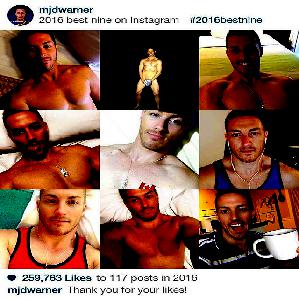 mjdwarner
2016 best nine on Instagram #2016bestnine
259,763 Likes to 117 posts in 2016
mjdwarner Thank you for your likes!